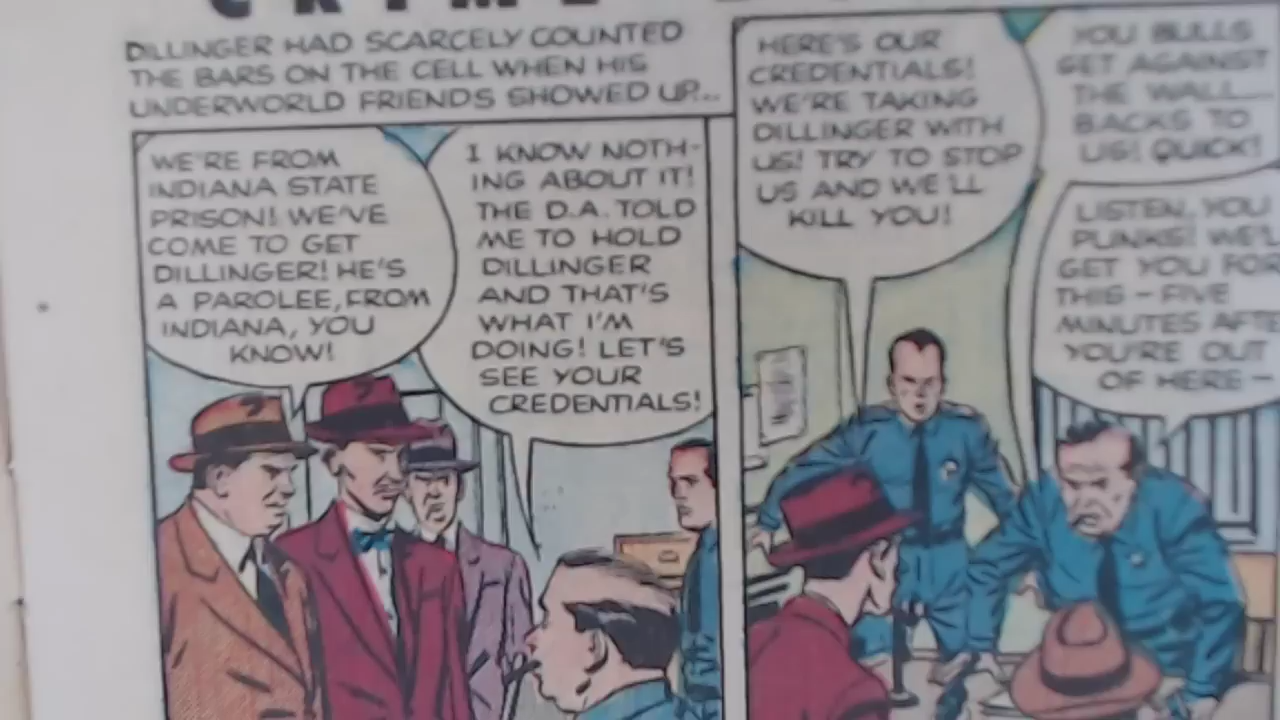 DILLINGER HAD SCARCELY COUNTED
THE BARS ON THE CELL WHEN HIS
UNDERWORLD FRIENDS SHOWED UP...
WE'RE FROM
INDIANA STATE
PRISON! WE'VE
COME TO GET
DILLINGER! HE'S
A PAROLEE, FROM
INDIANA, YOU
KNOW!
I KNOW NOTH-
ING ABOUT IT!
THE D.A. TOLD
ME TO HOLD
DILLINGER
AND THAT'S
WHAT I'M
DOING! LET'S
SEE YOUR
CREDENTIALS!
HERE'S OUR
CREDENTIALS!
WE'RE TAKING
DILLINGER WITH
US! TRY TO STOP
US AND WE'LL
KILL YOU!
YOU BULLS
GET AGAINST
THE WALL...
BACKS TO
US! QUICK!
LISTEN, YOU
PUNKS! WE'L
GET YOU FOR
THIS - FIVE
MINUTES AFTE
YOU'RE OUT
OF HERE -